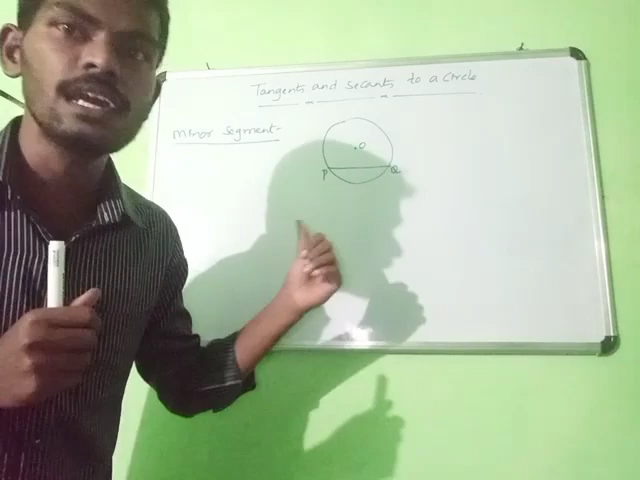 Tangents and secants to a Circle
Minor segment-
.O
P Q